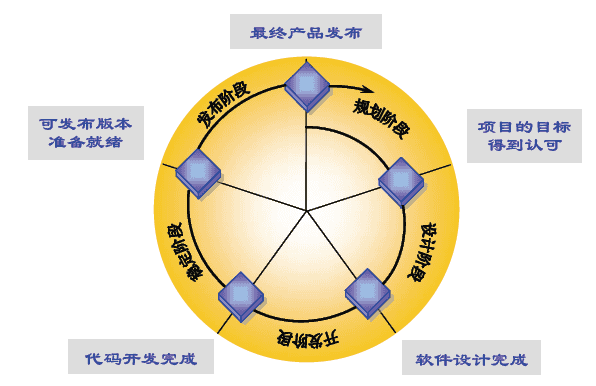 最终产品发布
发布阶段
规划阶段
可发布版本
准备就绪
项目的目标
得到认可
稳定阶段
设计阶段
开发阶段
代码开发完成
软件设计完成